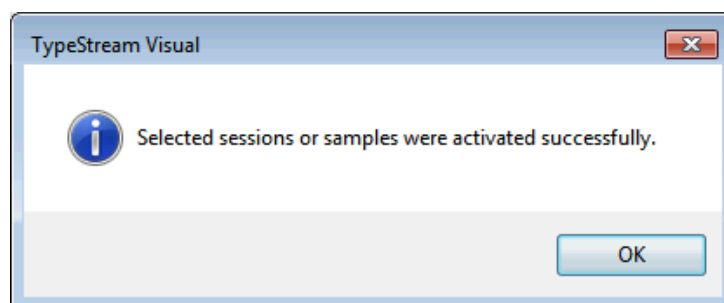 TypeStream Visual
Selected sessions or samples were activated successfully.
OK